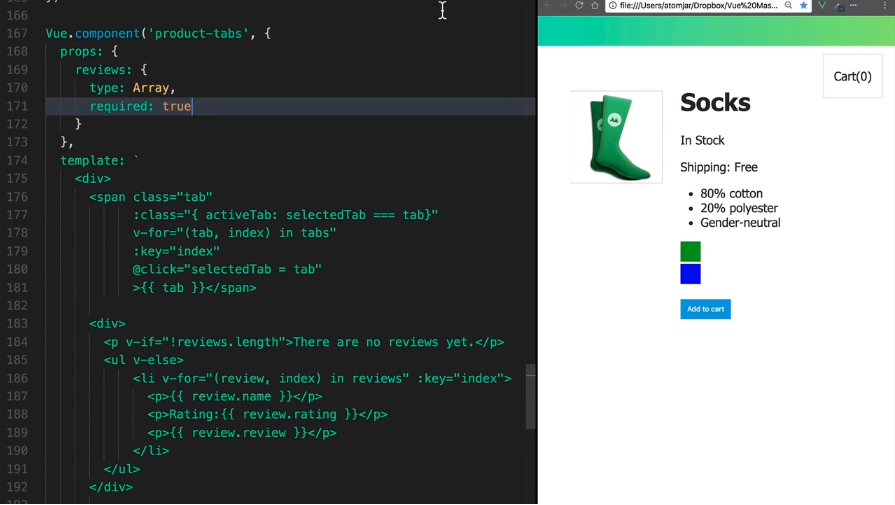 166
167 Vue.component('product-tabs', {
168 props: {
169 reviews: {
170 type: Array,
171 required: true
172 }
173 },
174 template: `
175 <div>
176 <span class="tab"
177 :class="{ activeTab: selectedTab === tab}"
178 v-for="(tab, index) in tabs"
179 :key="index"
180 @click="selectedTab = tab"
181 >{{ tab }}</span>
182
183 <div>
184 <p v-if="!reviews.length">There are no reviews yet.</p>
185 <ul v-else>
186 <li v-for="(review, index) in reviews" :key="index">
187 <p>{{ review.name }}</p>
188 <p>Rating:{{ review.rating }}</p>
189 <p>{{ review.review }}</p>
190 </li>
191 </ul>
192 </div>
file:///Users/atomjar/Dropbox/Vue%20Mas...
Cart(0)
Socks
In Stock
Shipping: Free
• 80% cotton
• 20% polyester
• Gender-neutral
Add to cart